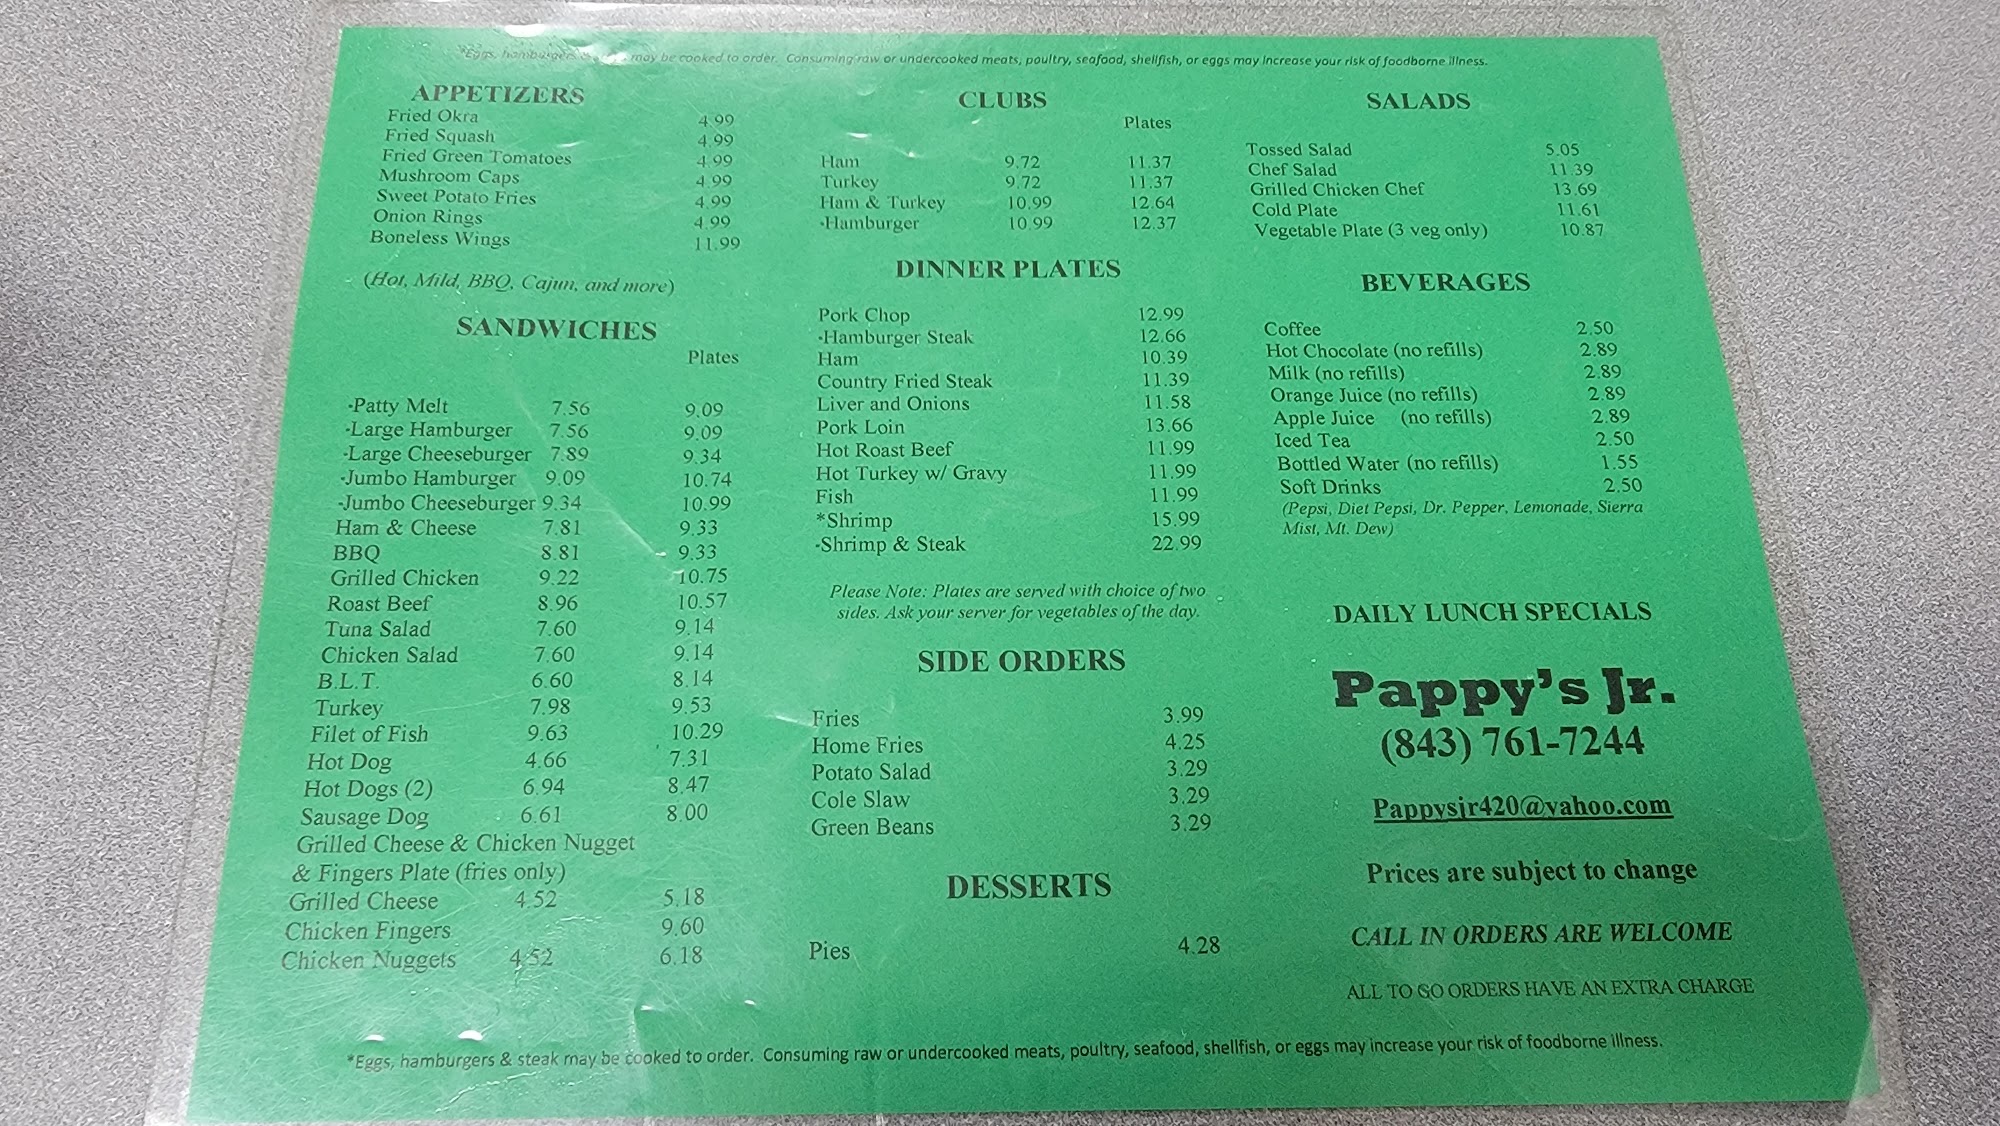 *Eggs, hamburgers & may be cooked to order. Consuming raw or undercooked meats, poultry, seafood, shellfish, or eggs may increase your risk of foodborne illness.
APPETIZERS
Fried Okra 4.99
Fried Squash 4.99
Fried Green Tomatoes 4.99
Mushroom Caps 4.99
Sweet Potato Fries 4.99
Onion Rings 4.99
Boneless Wings 11.99
(Hot, Mild, BBQ, Cajun, and more)
SANDWICHES
Plates
-Patty Melt 7.56 9.09
-Large Hamburger 7.56 9.09
-Large Cheeseburger 7.89 9.34
-Jumbo Hamburger 9.09 10.74
-Jumbo Cheeseburger 9.34 10.99
Ham & Cheese 7.81 9.33
BBQ 8.81 9.33
Grilled Chicken 9.22 10.75
Roast Beef 8.96 10.57
Tuna Salad 7.60 9.14
Chicken Salad 7.60 9.14
B.L.T. 6.60 8.14
Turkey 7.98 9.53
Filet of Fish 9.63 10.29
Hot Dog 4.66 7.31
Hot Dogs (2) 6.94 8.47
Sausage Dog 6.61 8.00
Grilled Cheese & Chicken Nugget
& Fingers Plate (fries only)
Grilled Cheese 4.52 5.18
Chicken Fingers 9.60
Chicken Nuggets 4.52 6.18
CLUBS
Plates
Ham 9.72 11.37
Turkey 9.72 11.37
Ham & Turkey 10.99 12.64
-Hamburger 10.99 12.37
DINNER PLATES
Pork Chop 12.99
-Hamburger Steak 12.66
Ham 10.39
Country Fried Steak 11.39
Liver and Onions 11.58
Pork Loin 13.66
Hot Roast Beef 11.99
Hot Turkey w/ Gravy 11.99
Fish 11.99
*Shrimp 15.99
-Shrimp & Steak 22.99
Please Note: Plates are served with choice of two
sides. Ask your server for vegetables of the day.
SIDE ORDERS
Fries 3.99
Home Fries 4.25
Potato Salad 3.29
Cole Slaw 3.29
Green Beans 3.29
DESSERTS
Pies 4.28
SALADS
Tossed Salad 5.05
Chef Salad 11.39
Grilled Chicken Chef 13.69
Cold Plate 11.61
Vegetable Plate (3 veg only) 10.87
BEVERAGES
Coffee 2.50
Hot Chocolate (no refills) 2.89
Milk (no refills) 2.89
Orange Juice (no refills) 2.89
Apple Juice (no refills) 2.89
Iced Tea 2.50
Bottled Water (no refills) 1.55
Soft Drinks 2.50
(Pepsi, Diet Pepsi, Dr. Pepper, Lemonade, Sierra
Mist, Mt. Dew)
DAILY LUNCH SPECIALS
Pappy's Jr.
(843) 761-7244
Pappysjr420@yahoo.com
Prices are subject to change
CALL IN ORDERS ARE WELCOME
ALL TO GO ORDERS HAVE AN EXTRA CHARGE
*Eggs, hamburgers & steak may be cooked to order. Consuming raw or undercooked meats, poultry, seafood, shellfish, or eggs may increase your risk of foodborne illness.